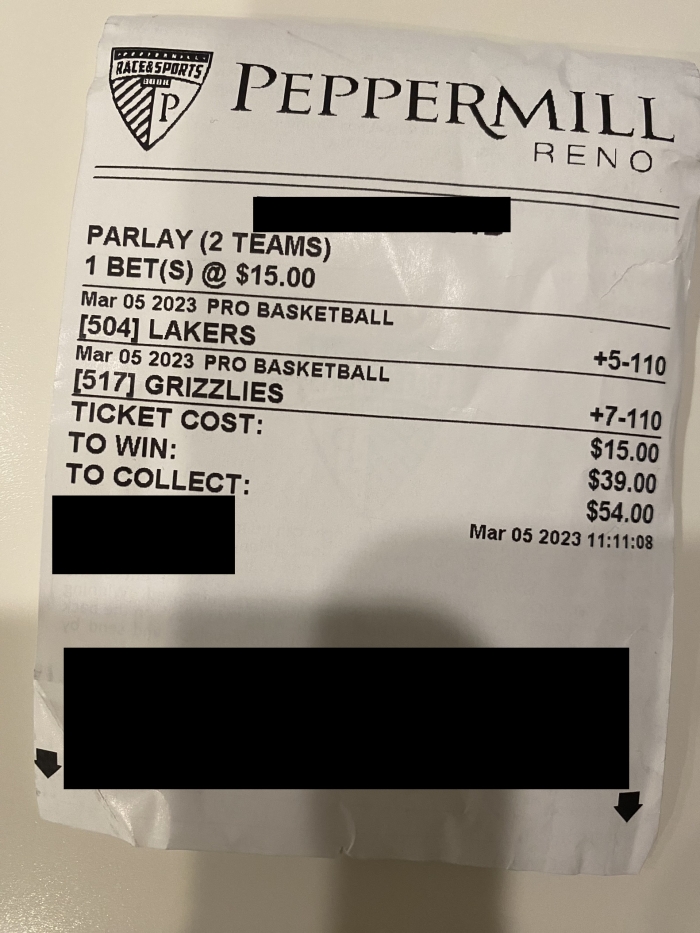 RACE & SPORTS
BOOK
P
PEPPERMILL
RENO
PARLAY (2 TEAMS)
1 BET(S) @ $15.00
Mar 05 2023 PRO BASKETBALL
[504] LAKERS +5-110
Mar 05 2023 PRO BASKETBALL
[517] GRIZZLIES +7-110
TICKET COST: $15.00
TO WIN: $39.00
TO COLLECT: $54.00
Mar 05 2023 11:11:08